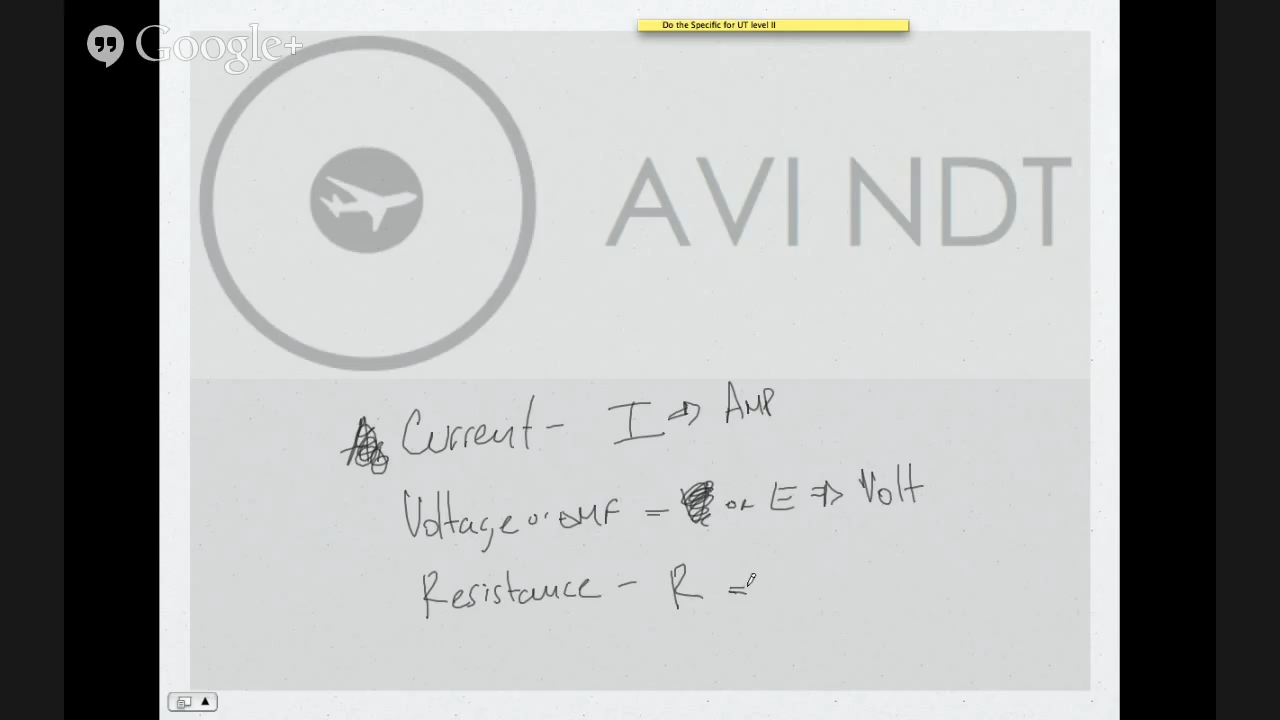 Do the Specific for UT level II
Google+
AVI NDT
Current - I ⇒ AMP
Voltage or EMF = or E ⇒ Volt
Resistance - R =